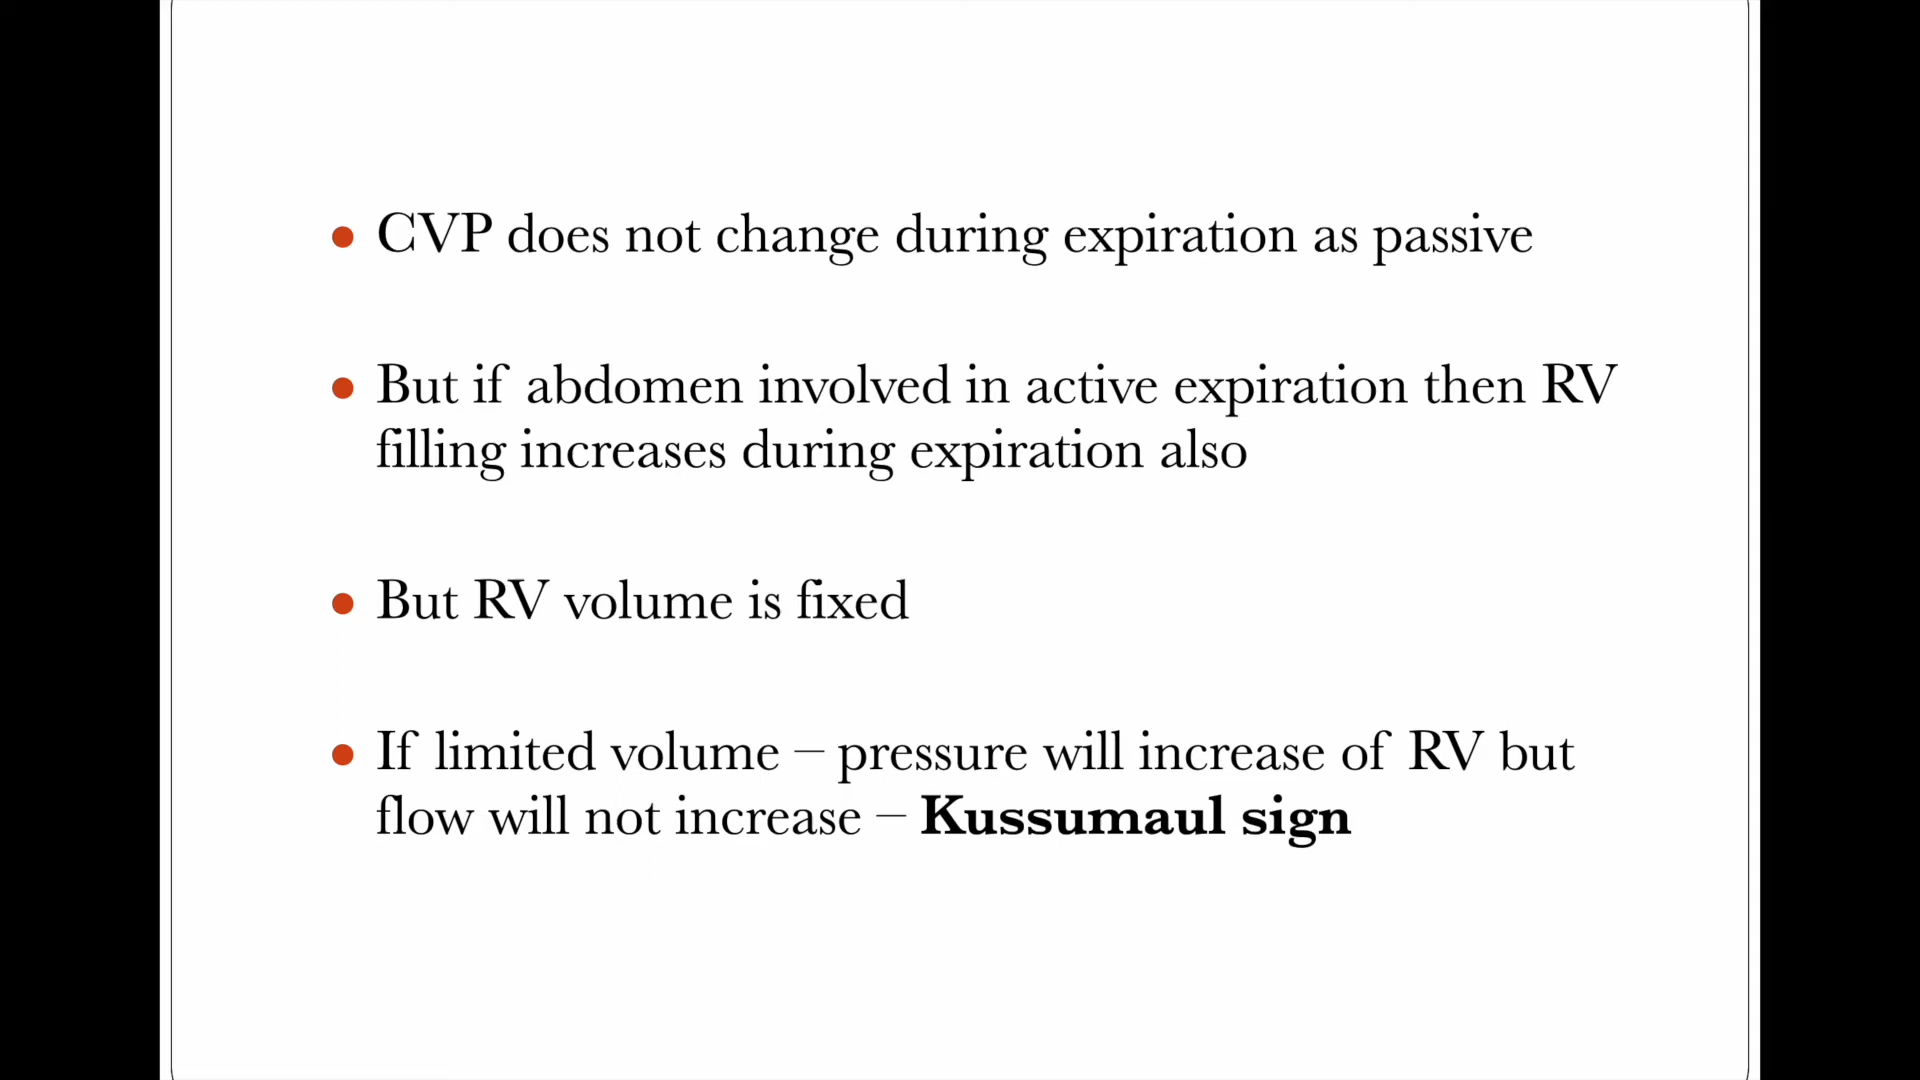 • CVP does not change during expiration as passive
• But if abdomen involved in active expiration then RV
filling increases during expiration also
• But RV volume is fixed
• If limited volume – pressure will increase of RV but
flow will not increase – Kussumaul sign